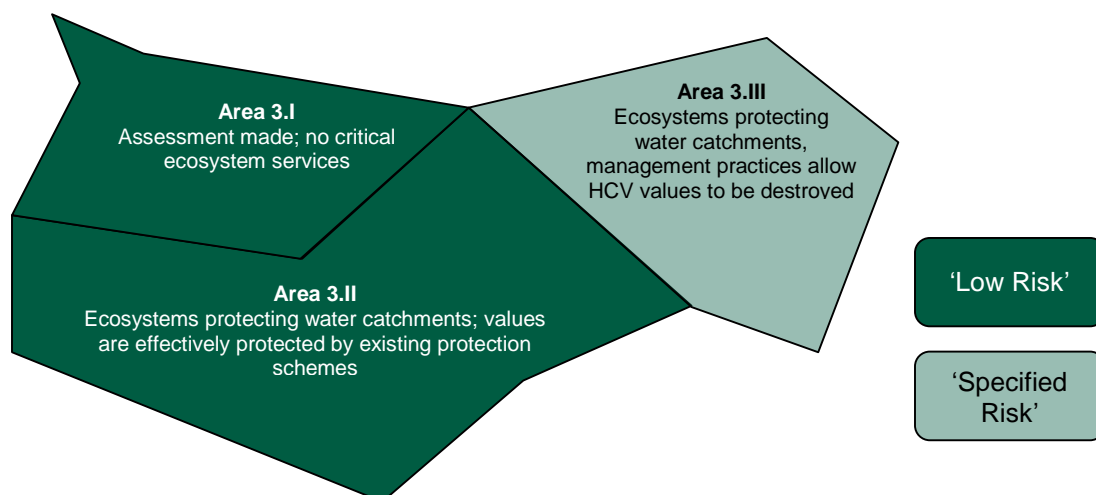 Area 3.I
Assessment made; no critical
ecosystem services
Area 3.III
Ecosystems protecting
water catchments,
management practices allow
HCV values to be destroyed
Area 3.II
Ecosystems protecting water catchments; values
are effectively protected by existing protection
schemes
‘Low Risk’
‘Specified
Risk’